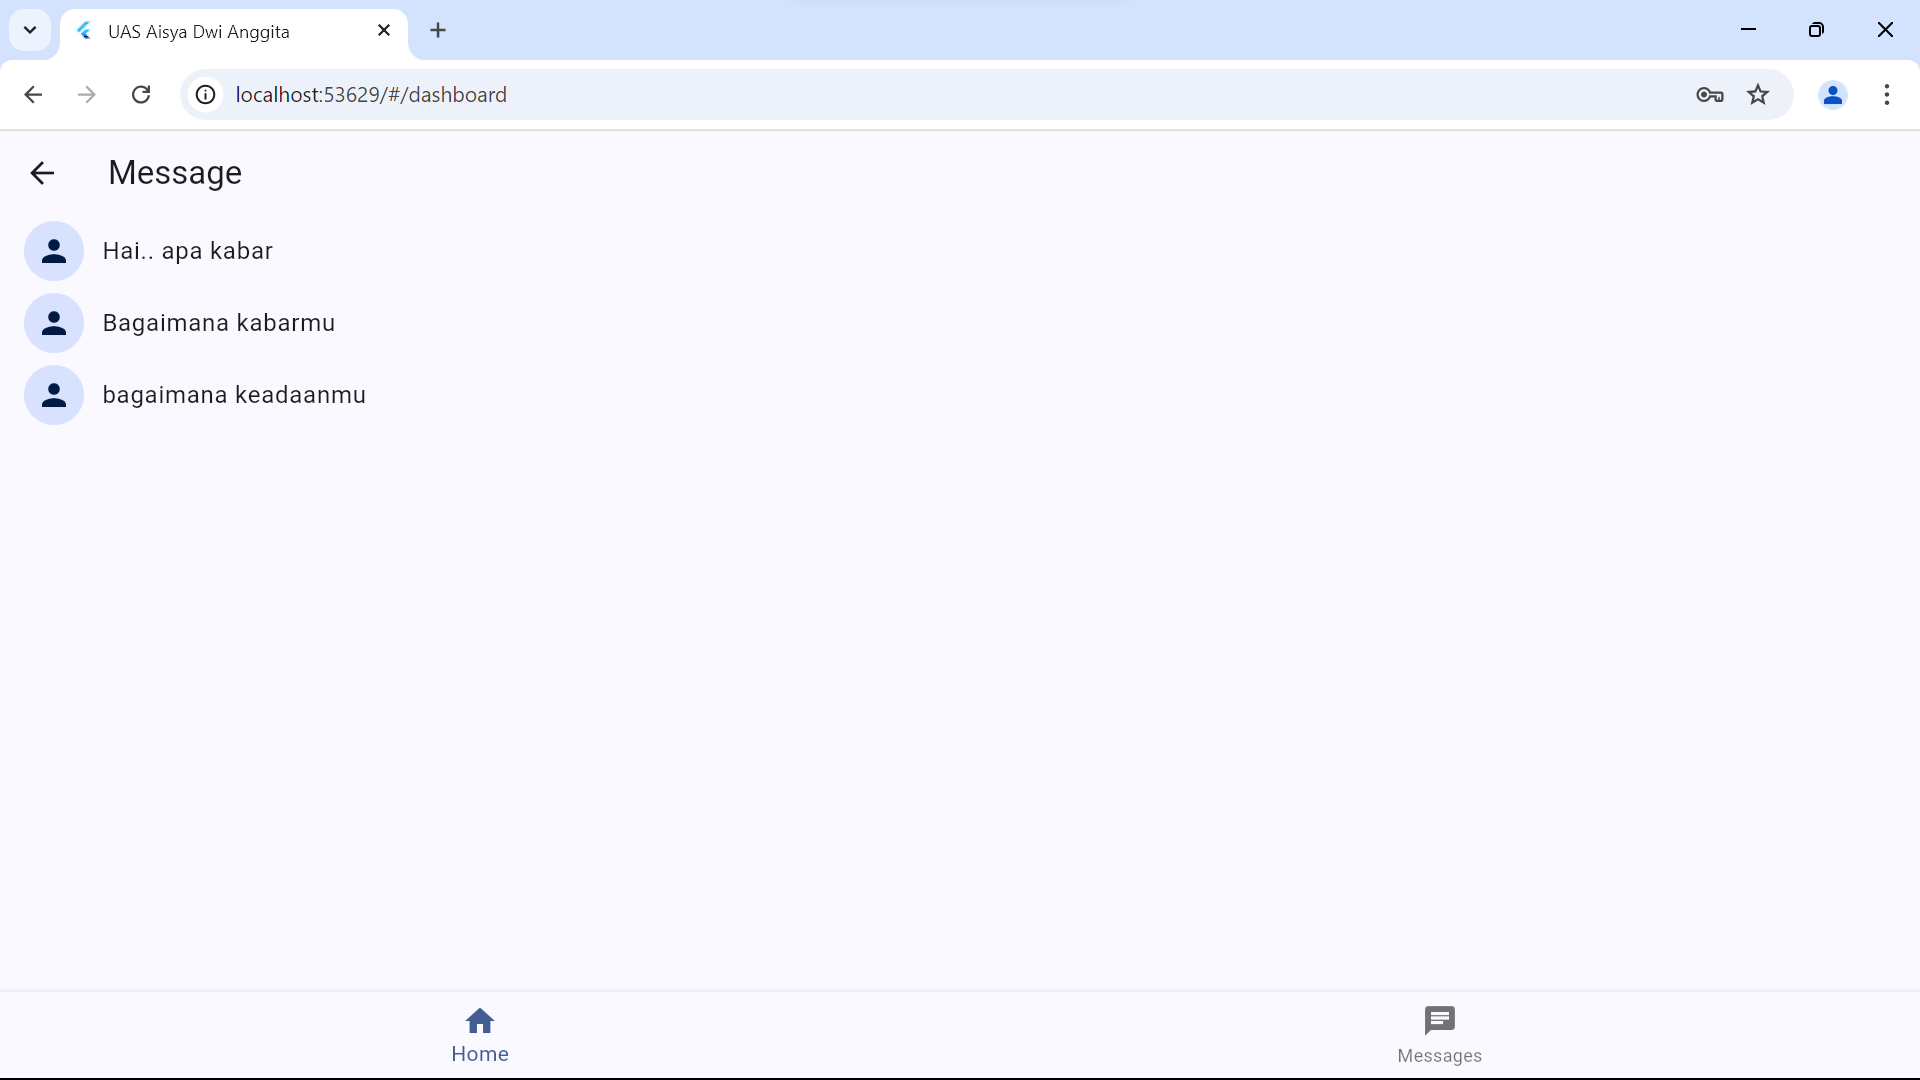 UAS Aisya Dwi Anggita
localhost:53629/#/dashboard
Message
Hai.. apa kabar
Bagaimana kabarmu
bagaimana keadaanmu
Home
Messages